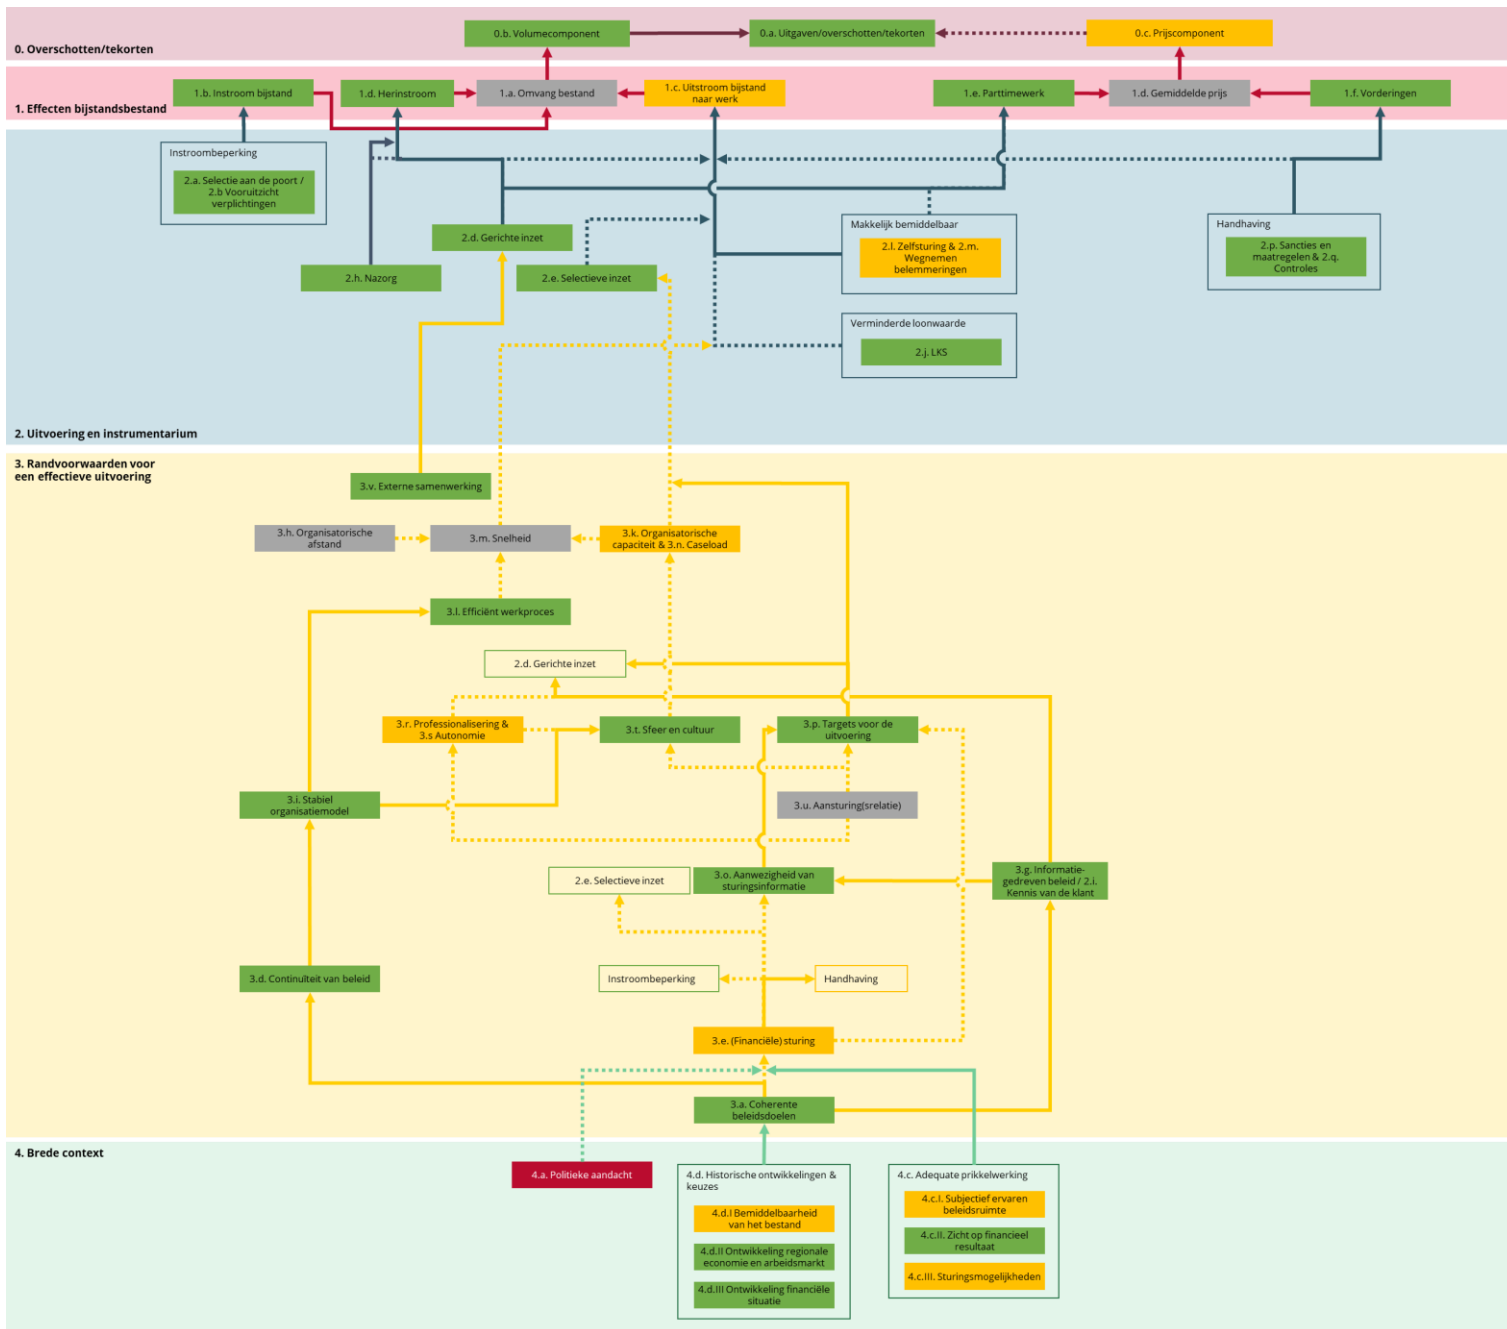 0.b. Volumecomponent
0.a. Uitgaven/overschotten/tekorten
0.c. Prijscomponent
0. Overschotten/tekorten
1.b. Instroom bijstand
1.d. Herinstroom
1.a. Omvang bestand
1.c. Uitstroom bijstand
naar werk
1.e. Parttimewerk
1.d. Gemiddelde prijs
1.f. Vorderingen
1. Effecten bijstandsbestand
Instroombeperking
2.a. Selectie aan de poort /
2.b Vooruitzicht
verplichtingen
2.d. Gerichte inzet
2.h. Nazorg
2.e. Selectieve inzet
Makkelijk bemiddelbaar
2.l. Zelfsturing & 2.m.
Wegnemen
belemmeringen
Handhaving
2.p. Sancties en
maatregelen & 2.q.
Controles
Verminderde loonwaarde
2.j. LKS
2. Uitvoering en instrumentarium
3. Randvoorwaarden voor
een effectieve uitvoering
3.v. Externe samenwerking
3.h. Organisatorische
afstand
3.m. Snelheid
3.k. Organisatorische
capaciteit & 3.n. Caseload
3.l. Efficiënt werkproces
2.d. Gerichte inzet
3.r. Professionalisering &
3.s Autonomie
3.t. Sfeer en cultuur
3.p. Targets voor de
uitvoering
3.i. Stabiel
organisatiemodel
3.u. Aansturing(srelatie)
2.e. Selectieve inzet
3.o. Aanwezigheid van
sturingsinformatie
3.g. Informatie-
gedreven beleid / 2.i.
Kennis van de klant
3.d. Continuïteit van beleid
Instroombeperking
Handhaving
3.e. (Financiële) sturing
3.a. Coherente
beleidsdoelen
4. Brede context
4.a. Politieke aandacht
4.d. Historische ontwikkelingen &
keuzes
4.d.I Bemiddelbaarheid
van het bestand
4.d.II Ontwikkeling regionale
economie en arbeidsmarkt
4.d.III Ontwikkeling financiële
situatie
4.c. Adequate prikkelwerking
4.c.I. Subjectief ervaren
beleidsruimte
4.c.II. Zicht op financieel
resultaat
4.c.III. Sturingsmogelijkheden